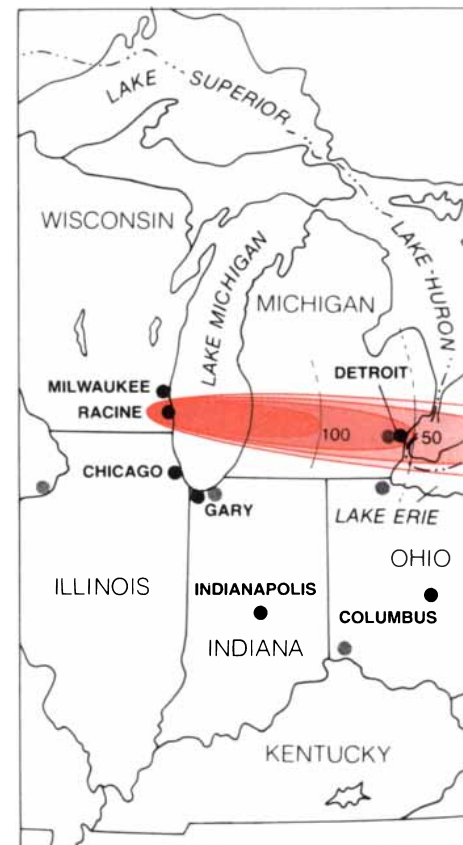 LAKE SUPERIOR
WISCONSIN
LAKE MICHIGAN
MICHIGAN
LAKE HURON
DETROIT
MILWAUKEE
RACINE
100
50
CHICAGO
GARY
LAKE ERIE
OHIO
ILLINOIS
INDIANAPOLIS
COLUMBUS
INDIANA
KENTUCKY